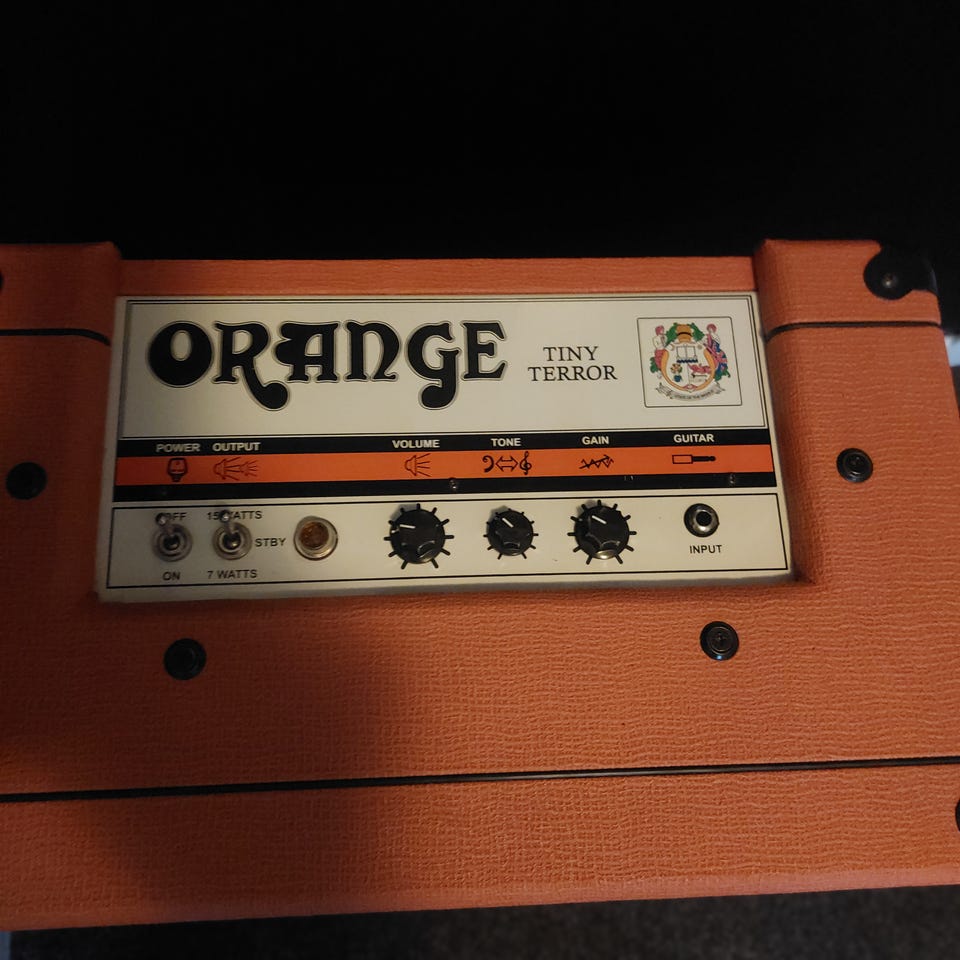 ORANGE
TINY
TERROR
POWER OUTPUT VOLUME TONE GAIN GUITAR
OFF 15 WATTS
STBY
INPUT
ON 7 WATTS